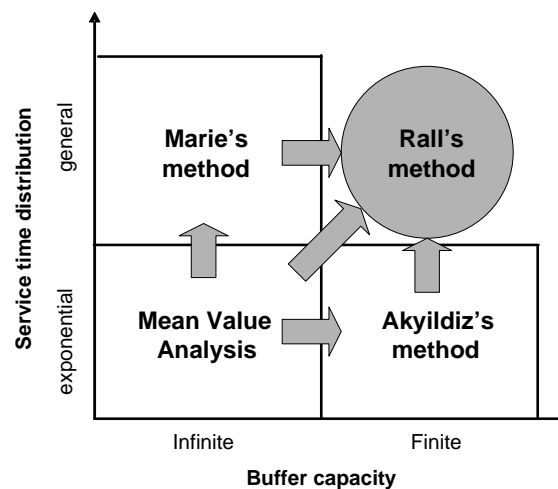 Service time distribution
general
exponential
Marie's
method
Rall's
method
Mean Value
Analysis
Akyildiz's
method
Infinite
Finite
Buffer capacity